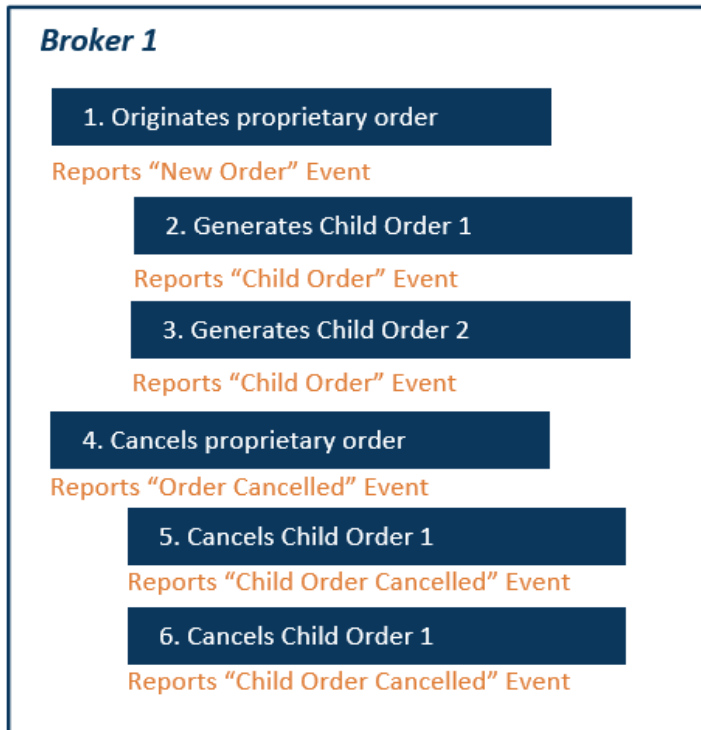 Broker 1
1. Originates proprietary order
Reports “New Order” Event
2. Generates Child Order 1
Reports “Child Order” Event
3. Generates Child Order 2
Reports “Child Order” Event
4. Cancels proprietary order
Reports “Order Cancelled” Event
5. Cancels Child Order 1
Reports “Child Order Cancelled” Event
6. Cancels Child Order 1
Reports “Child Order Cancelled” Event